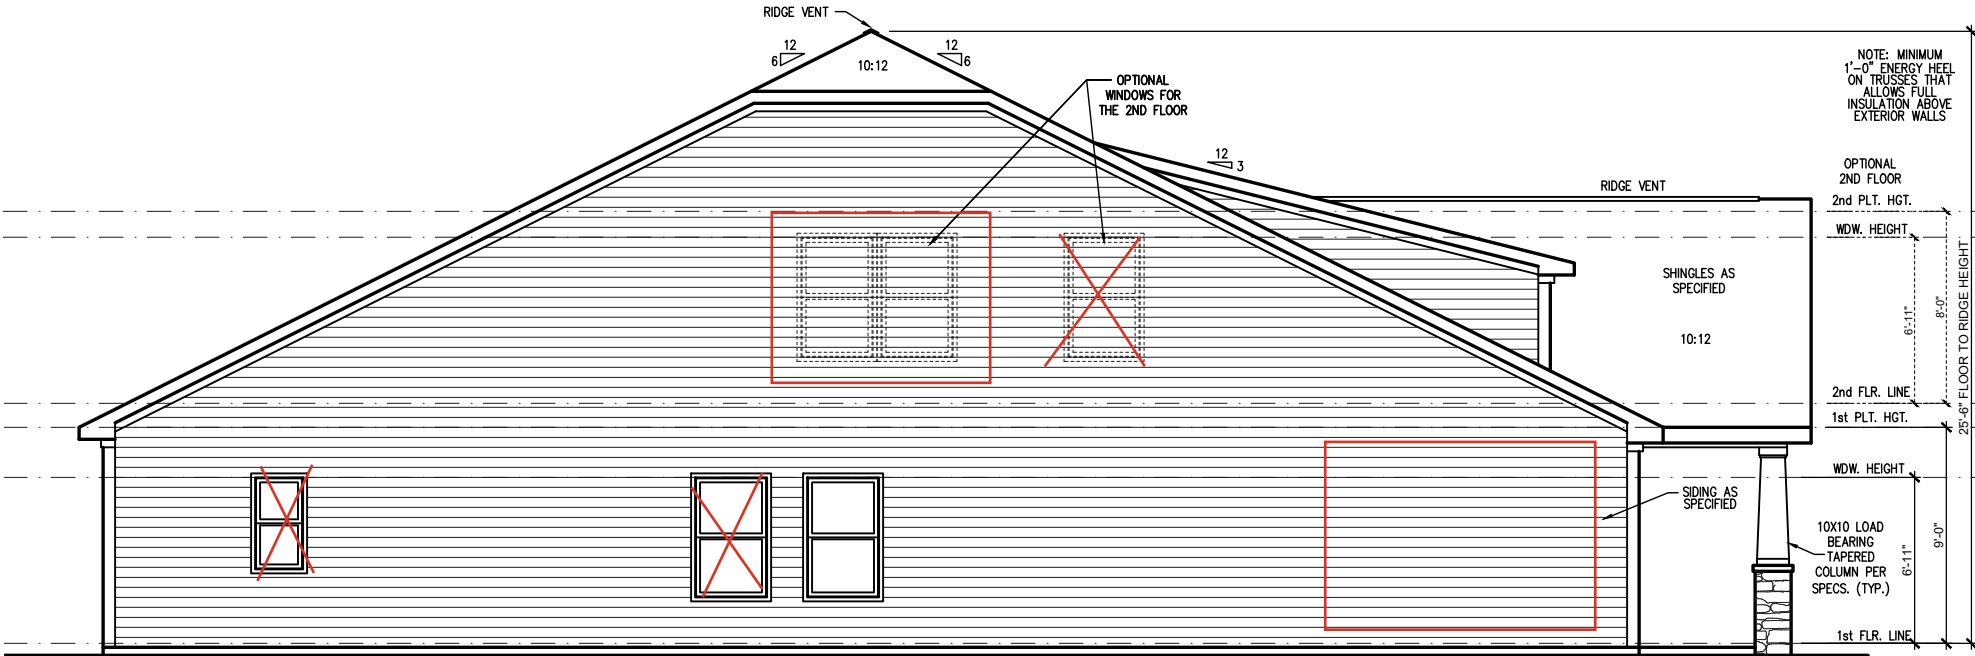 RIDGE VENT
12
6
12
6
10:12
OPTIONAL
WINDOWS FOR
THE 2ND FLOOR
12
3
RIDGE VENT
NOTE: MINIMUM
1'-0" ENERGY HEEL
ON TRUSSES THAT
ALLOWS FULL
INSULATION ABOVE
EXTERIOR WALLS
OPTIONAL
2ND FLOOR
2nd PLT. HGT.
WDW. HEIGHT
SHINGLES AS
SPECIFIED
10:12
6'-11"
8'-0"
25'-6" FLOOR TO RIDGE HEIGHT
2nd FLR. LINE
1st PLT. HGT.
WDW. HEIGHT
SIDING AS
SPECIFIED
10X10 LOAD
BEARING
TAPERED
COLUMN PER
SPECS. (TYP.)
6'-11"
9'-0"
1st FLR. LINE